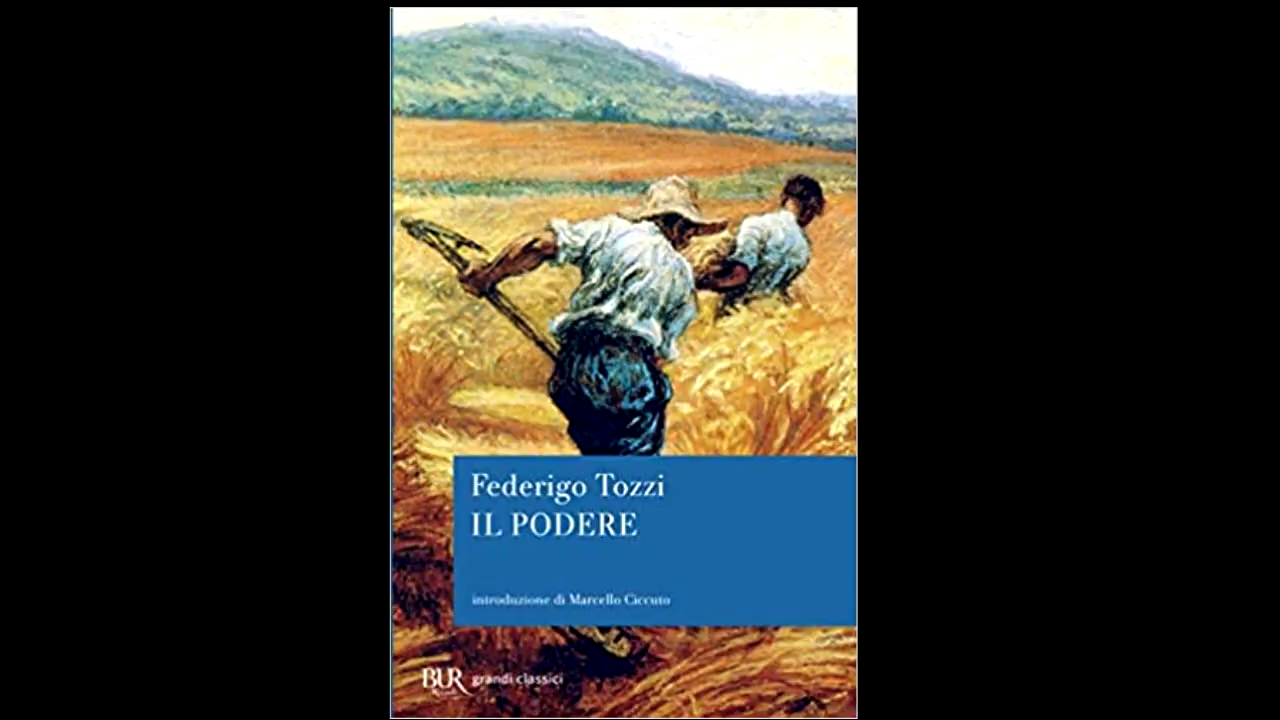 Federigo Tozzi
IL PODERE
introduzione di Marcello Ciccuto
BUR
grandi classici